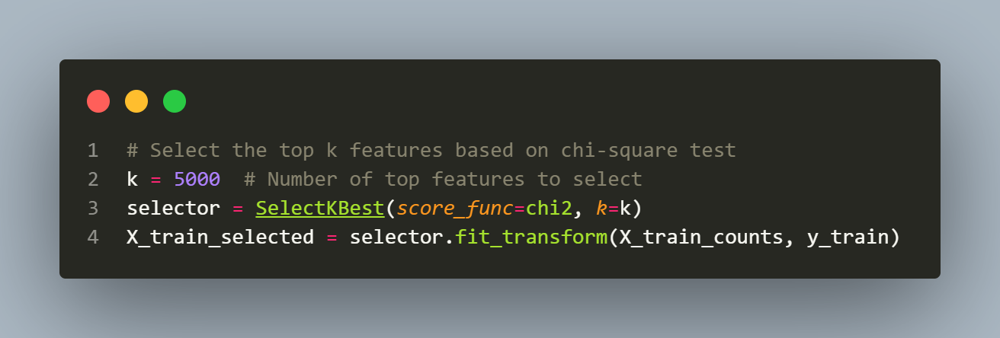 1 # Select the top k features based on chi-square test
2 k = 5000  # Number of top features to select
3 selector = SelectKBest(score_func=chi2, k=k)
4 X_train_selected = selector.fit_transform(X_train_counts, y_train)